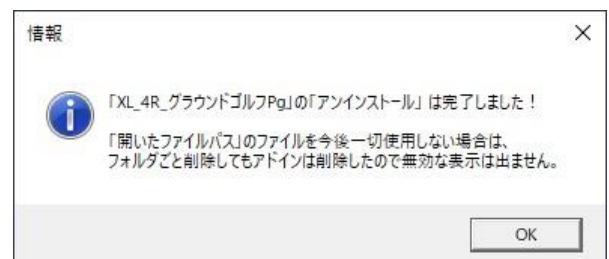 情報
「XL_4R_グラウンドゴルフPg」の「アンインストール」 は完了しました！
「開いたファイルパス」のファイルを今後一切使用しない場合は、
フォルダごと削除してもアドインは削除したので無効な表示は出ません。
OK